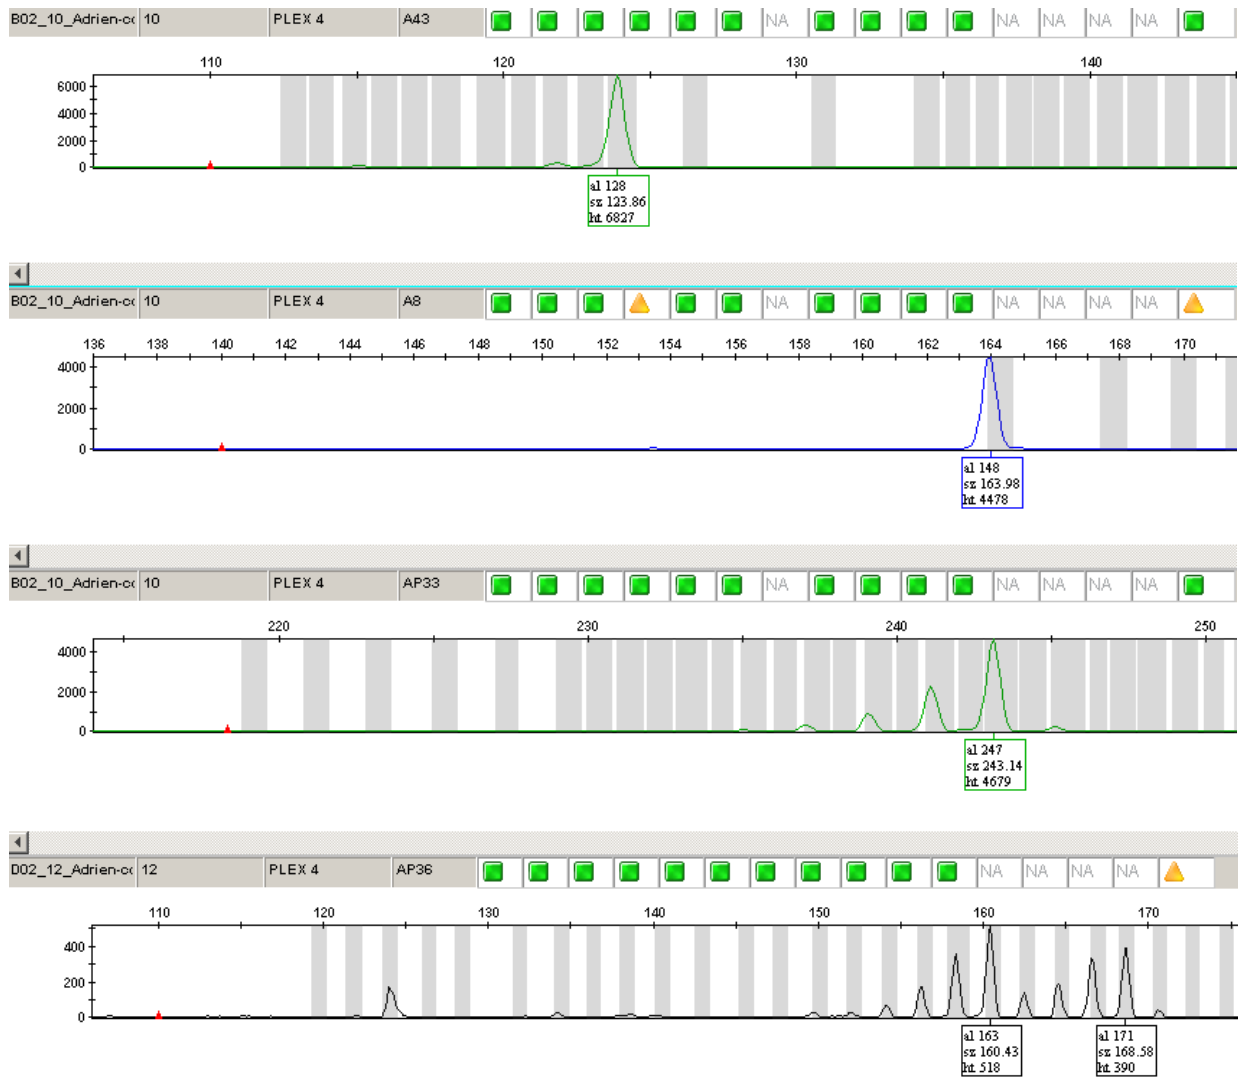 B02_10_Adrien-co 10 PLEX 4 A43 NA NA NA NA NA
110 120 130 140
6000
4000
2000
0
al 128
sz 123.86
ht 6827
B02_10_Adrien-co 10 PLEX 4 A8 NA NA NA NA NA
136 138 140 142 144 146 148 150 152 154 156 158 160 162 164 166 168 170
4000
2000
0
al 148
sz 163.98
ht 4478
B02_10_Adrien-co 10 PLEX 4 AP33 NA NA NA NA NA
220 230 240 250
4000
2000
0
al 247
sz 243.14
ht 4679
D02_12_Adrien-co 12 PLEX 4 AP36 NA NA NA NA
110 120 130 140 150 160 170
400
200
0
al 163 al 171
sz 160.43 sz 168.58
ht 518 ht 390